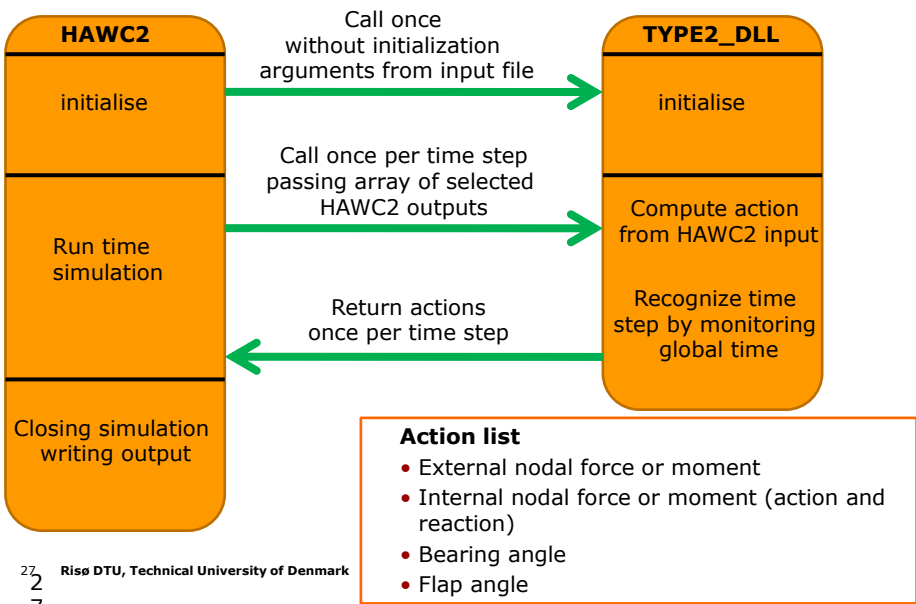 HAWC2
initialise
Run time
simulation
Closing simulation
writing output
Call once
without initialization
arguments from input file
Call once per time step
passing array of selected
HAWC2 outputs
Return actions
once per time step
TYPE2_DLL
initialise
Compute action
from HAWC2 input
Recognize time
step by monitoring
global time
Action list
• External nodal force or moment
• Internal nodal force or moment (action and
reaction)
• Bearing angle
• Flap angle
27 Risø DTU, Technical University of Denmark
2
7